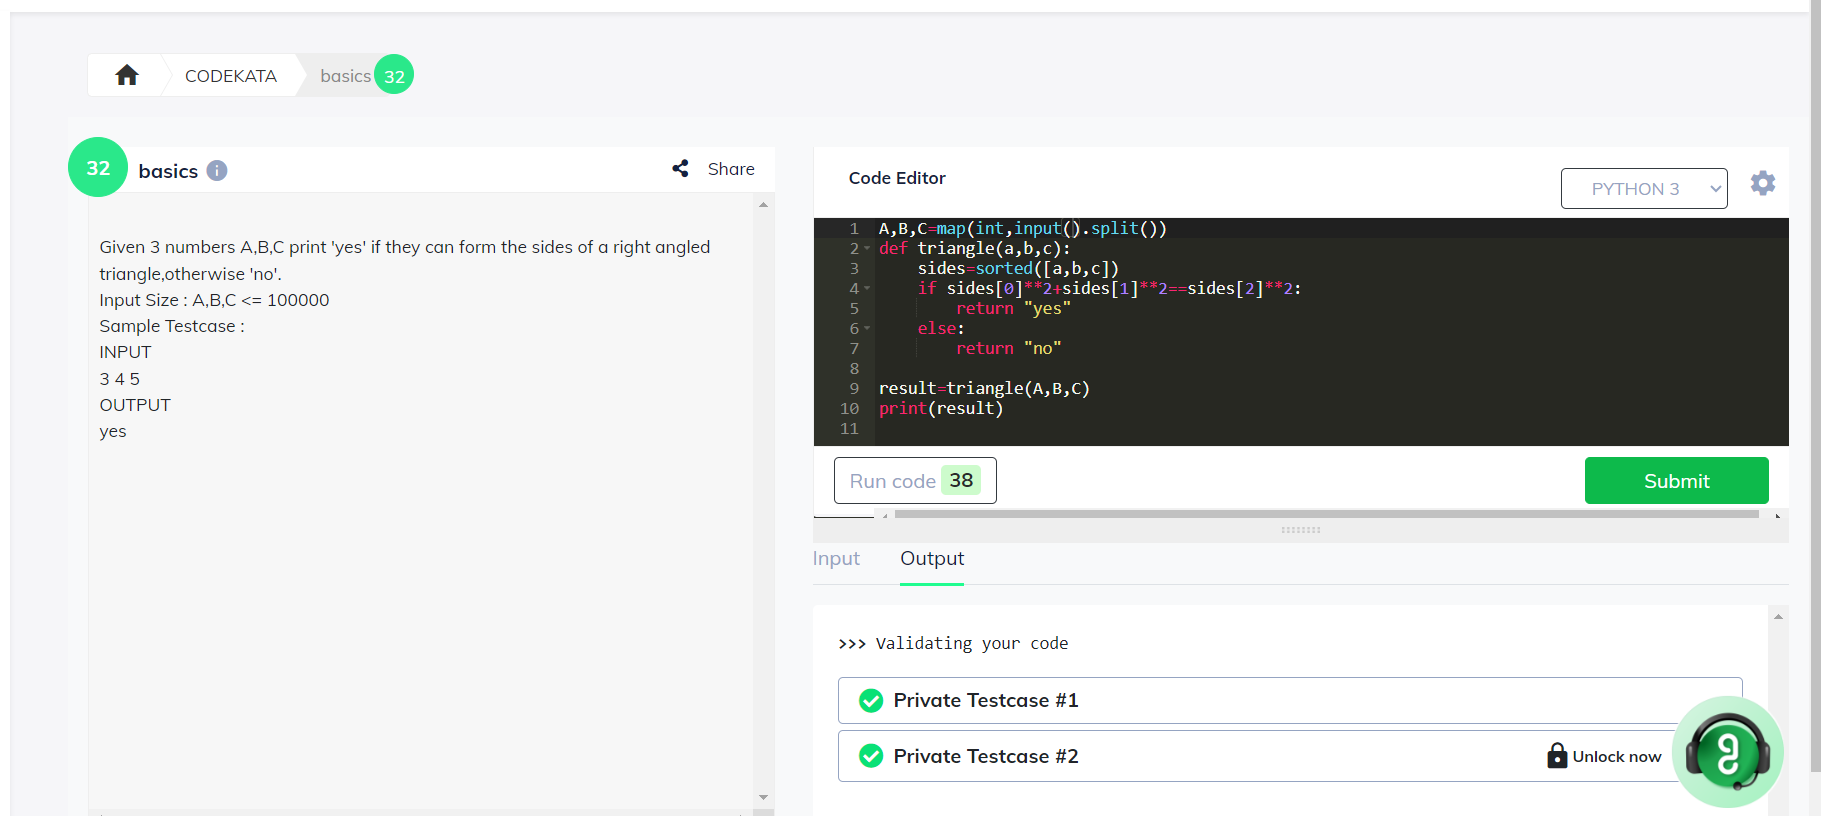 CODEKATA
basics 32
32 basics i
Share
Given 3 numbers A,B,C print 'yes' if they can form the sides of a right angled
triangle,otherwise 'no'.
Input Size : A,B,C <= 100000
Sample Testcase :
INPUT
3 4 5
OUTPUT
yes
Code Editor
PYTHON 3
1 A,B,C=map(int,input().split())
2 def triangle(a,b,c):
3     sides=sorted([a,b,c])
4     if sides[0]**2+sides[1]**2==sides[2]**2:
5         return "yes"
6     else:
7         return "no"
8
9 result=triangle(A,B,C)
10 print(result)
11
Run code 38
Submit
Input Output
>>> Validating your code
Private Testcase #1
Private Testcase #2 Unlock now